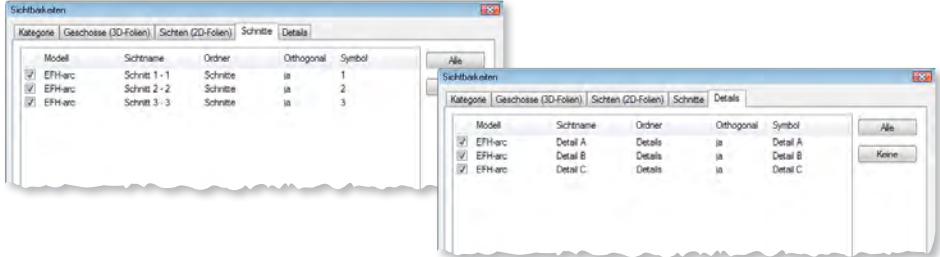 Sichtbarkeiten
Kategorie Geschosse (3D-Folien) Sichten (2D-Folien) Schnitte Details
Modell Sichtname Ordner Orthogonal Symbol Alle
EFH-arc Schnitt 1 - 1 Schnitte ja 1
EFH-arc Schnitt 2 - 2 Schnitte ja 2
EFH-arc Schnitt 3 - 3 Schnitte ja 3
Sichtbarkeiten
Kategorie Geschosse (3D-Folien) Sichten (2D-Folien) Schnitte Details
Modell Sichtname Ordner Orthogonal Symbol Alle
EFH-arc Detail A Details ja Detail A
EFH-arc Detail B Details ja Detail B Keine
EFH-arc Detail C Details ja Detail C